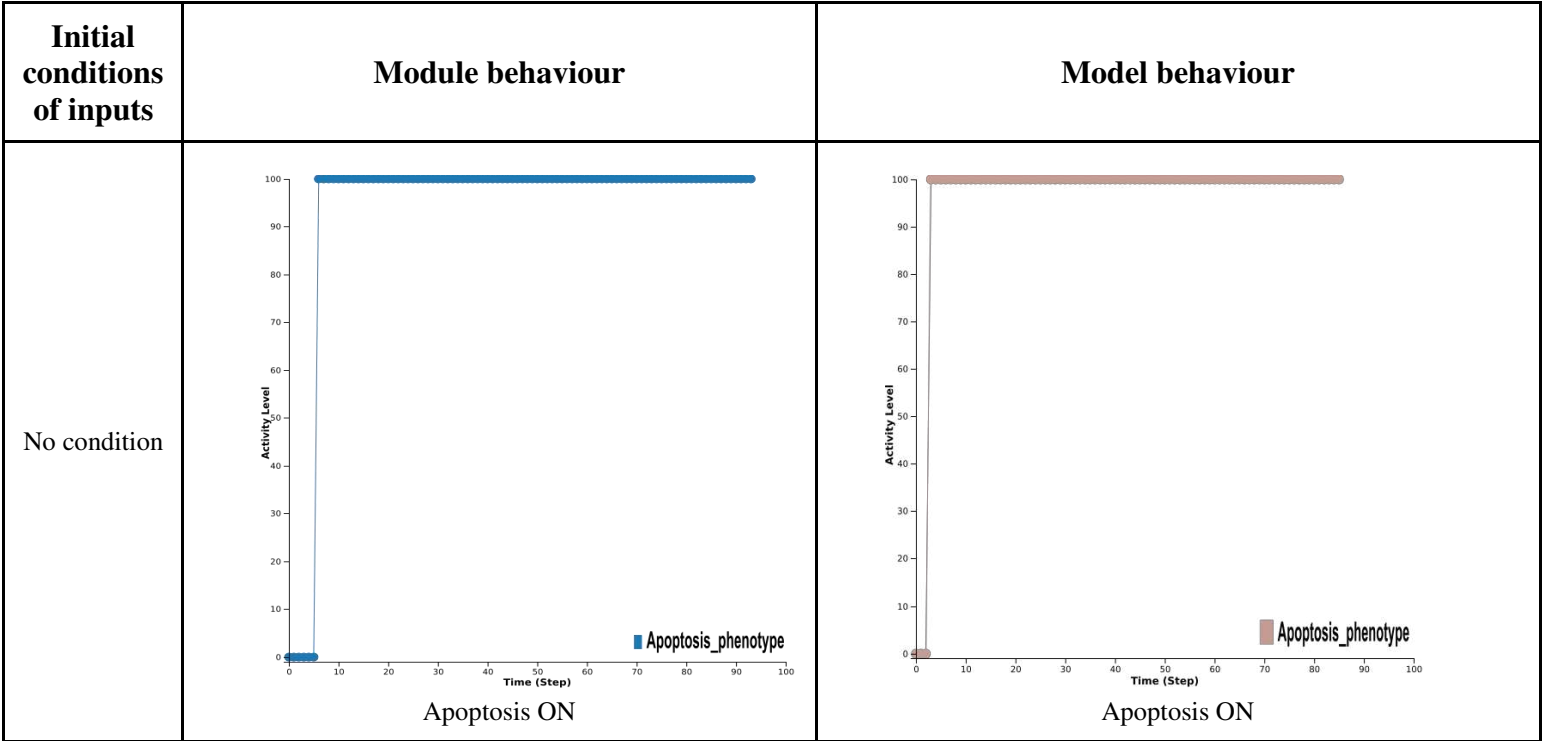 Initial
conditions
of inputs
Module behaviour
Model behaviour
No condition
100
90
80
70
60
50
40
30
20
10
0
Activity Level
0 10 20 30 40 50 60 70 80 90 100
Time (Step)
Apoptosis_phenotype
Apoptosis ON
100
90
80
70
60
50
40
30
20
10
0
Activity Level
0 10 20 30 40 50 60 70 80 90 100
Time (Step)
Apoptosis_phenotype
Apoptosis ON